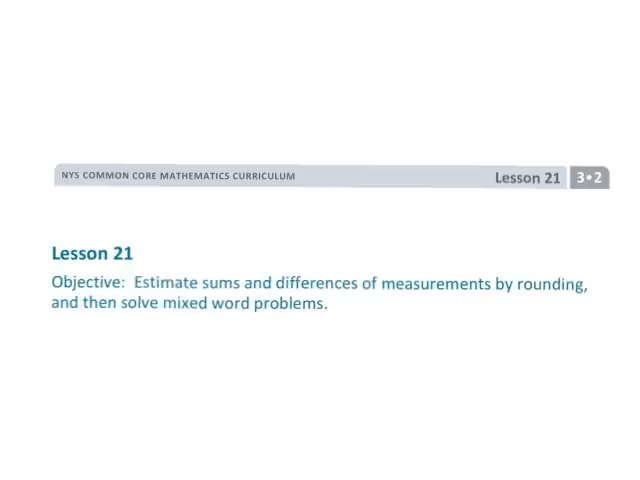 NYS COMMON CORE MATHEMATICS CURRICULUM Lesson 21 3•2
Lesson 21
Objective: Estimate sums and differences of measurements by rounding,
and then solve mixed word problems.